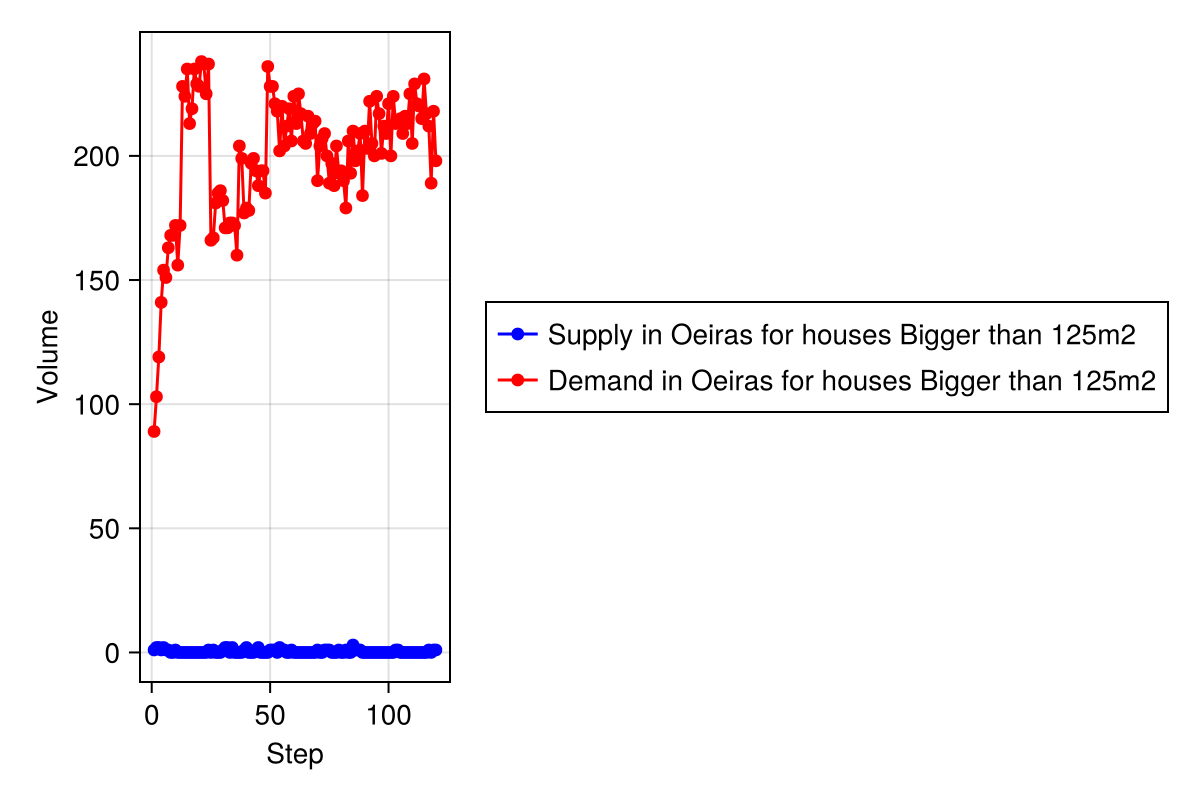 200
150
100
50
0
Volume
0 50 100
Step
Supply in Oeiras for houses Bigger than 125m2
Demand in Oeiras for houses Bigger than 125m2